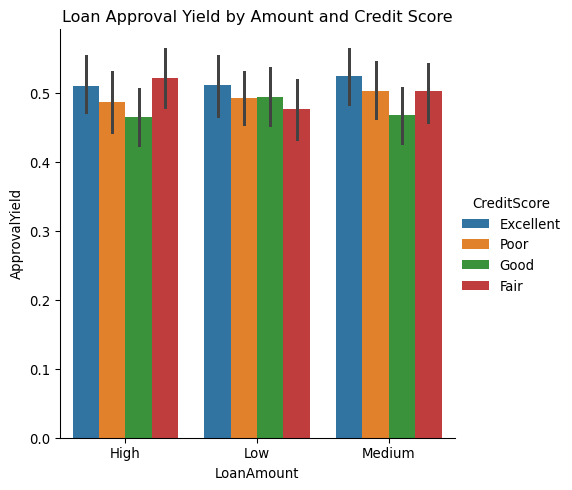 Loan Approval Yield by Amount and Credit Score
ApprovalYield
0.5
0.4
0.3
0.2
0.1
0.0
High
Low
Medium
LoanAmount
CreditScore
Excellent
Poor
Good
Fair